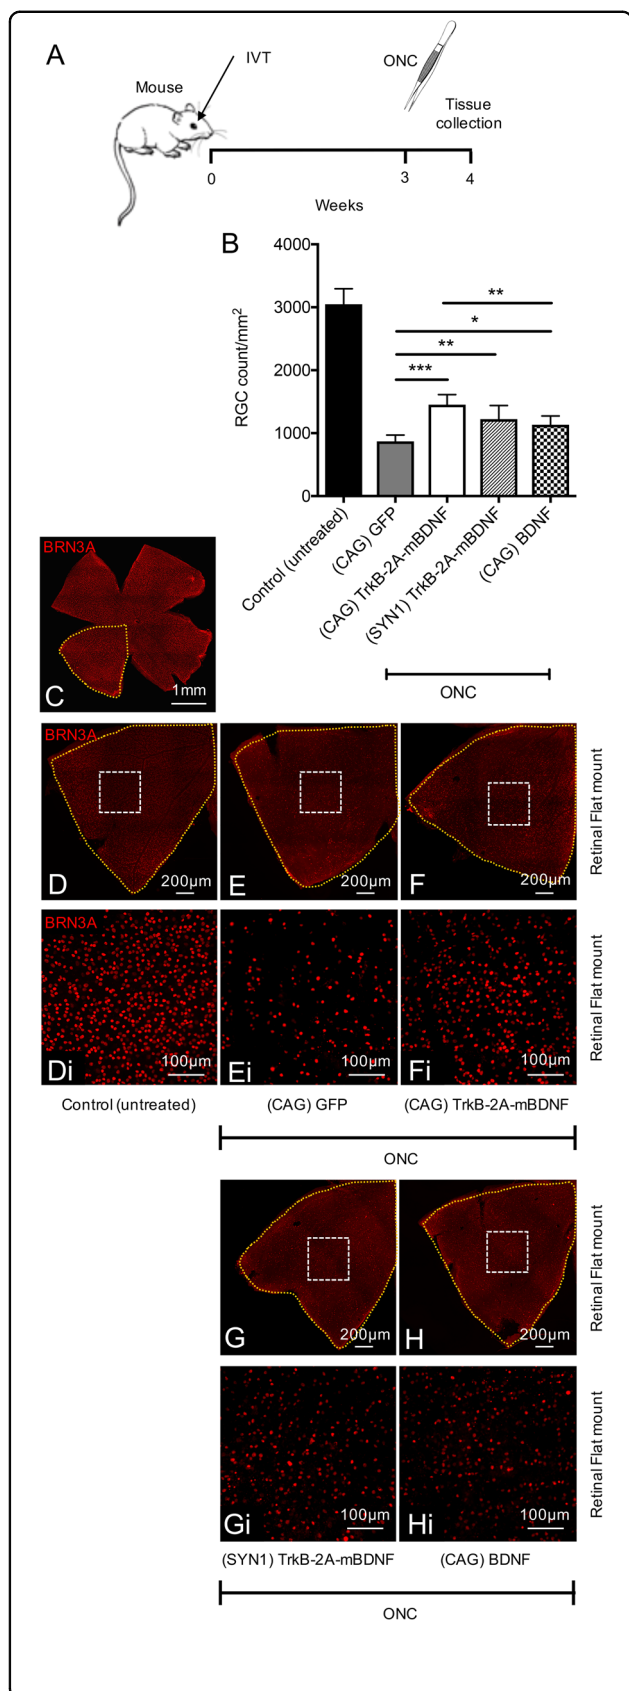 A
IVT
ONC
Mouse
Tissue
collection
0
3
4
Weeks
B
4000
3000
2000
1000
0
RGC count/mm²
**
*
**
***
Control (untreated)
(CAG) GFP
(CAG) TrkB-2A-mBDNF
(SYN1) TrkB-2A-mBDNF
(CAG) BDNF
ONC
BRN3A
C
1mm
BRN3A
D
200µm
E
200µm
F
200µm
Retinal Flat mount
BRN3A
Di
100µm
Ei
100µm
Fi
100µm
Retinal Flat mount
Control (untreated)
(CAG) GFP
(CAG) TrkB-2A-mBDNF
ONC
G
200µm
H
200µm
Retinal Flat mount
Gi
100µm
Hi
100µm
Retinal Flat mount
(SYN1) TrkB-2A-mBDNF
(CAG) BDNF
ONC